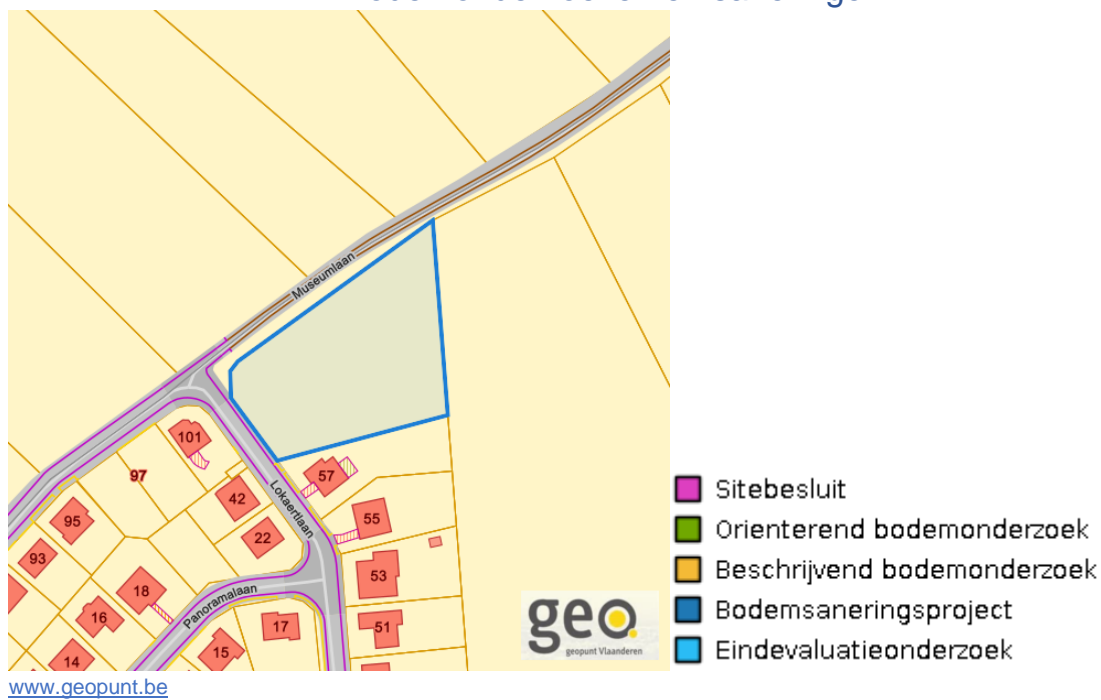 Museumlaan
101
97
57
42
Lokaertlaan
95
55
22
93
53
18
Panoramalaan
16
17
51
15
14
geo.
geopunt Vlaanderen
Sitebesluit
Orienterend bodemonderzoek
Beschrijvend bodemonderzoek
Bodemsaneringsproject
Eindevaluatieonderzoek
www.geopunt.be